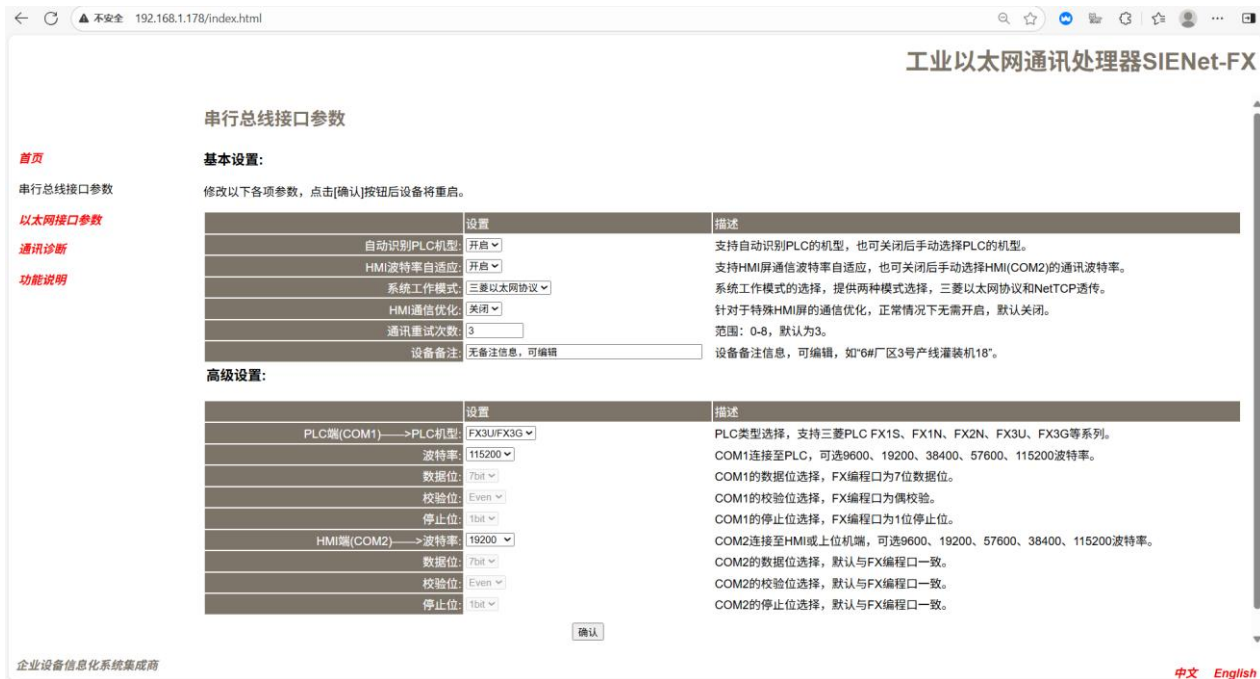 不安全 192.168.1.178/index.html
工业以太网通讯处理器SIENet-FX
串行总线接口参数
首页
基本设置:
串行总线接口参数
修改以下各项参数，点击[确认]按钮后设备将重启。
以太网接口参数
设置 描述
通讯诊断
自动识别PLC机型: 开启 支持自动识别PLC的机型，也可关闭后手动选择PLC的机型。
HMI波特率自适应: 开启 支持HMI屏通信波特率自适应，也可关闭后手动选择HMI(COM2)的通讯波特率。
功能说明
系统工作模式: 三菱以太网协议 系统工作模式的选择，提供两种模式选择，三菱以太网协议和NetTCP透传。
HMI通信优化: 关闭 针对于特殊HMI屏的通信优化，正常情况下无需开启，默认关闭。
通讯重试次数: 3 范围：0-8，默认为3。
设备备注: 无备注信息，可编辑 设备备注信息，可编辑，如“6#厂区3号产线灌装机18”。
高级设置:
设置 描述
PLC端(COM1)——>PLC机型: FX3U/FX3G PLC类型选择，支持三菱PLC FX1S、FX1N、FX2N、FX3U、FX3G等系列。
波特率: 115200 COM1连接至PLC，可选9600、19200、38400、57600、115200波特率。
数据位: 7bit COM1的数据位选择，FX编程口为7位数据位。
校验位: Even COM1的校验位选择，FX编程口为偶校验。
停止位: 1bit COM1的停止位选择，FX编程口为1位停止位。
HMI端(COM2)——>波特率: 19200 COM2连接至HMI或上位机端，可选9600、19200、57600、38400、115200波特率。
数据位: 7bit COM2的数据位选择，默认与FX编程口一致。
校验位: Even COM2的校验位选择，默认与FX编程口一致。
停止位: 1bit COM2的停止位选择，默认与FX编程口一致。
确认
企业设备信息化系统集成商
中文 English